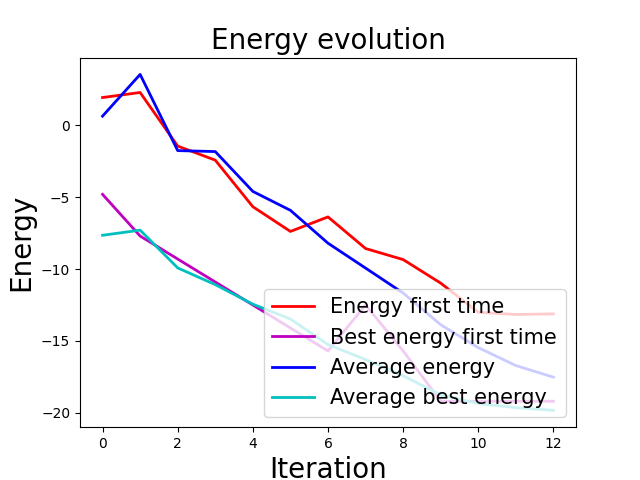 Energy evolution
Energy
0
−5
−10
−15
−20
Energy first time
Best energy first time
Average energy
Average best energy
0 2 4 6 8 10 12
Iteration